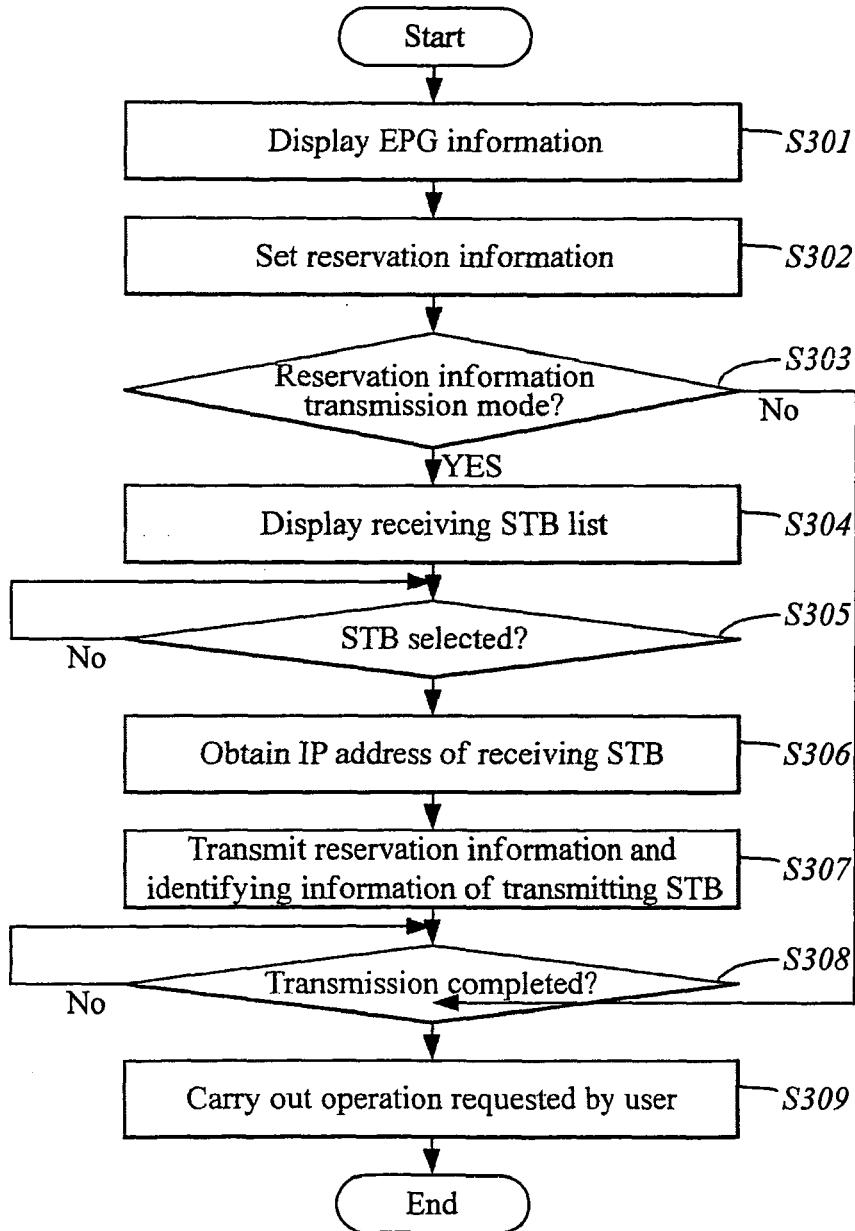 Start
Display EPG information
S301
Set reservation information
S302
Reservation information
transmission mode?
S303
No
YES
Display receiving STB list
S304
STB selected?
S305
No
Obtain IP address of receiving STB
S306
Transmit reservation information and
identifying information of transmitting STB
S307
Transmission completed?
S308
No
Carry out operation requested by user
S309
End